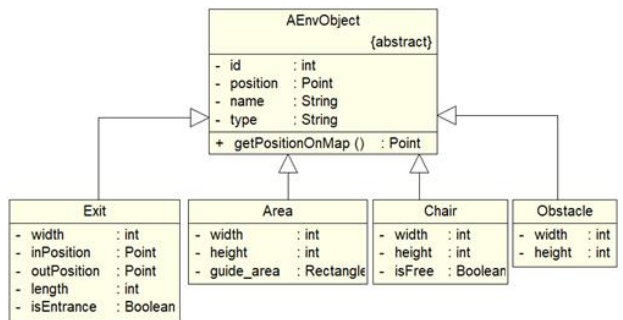 AEnvObject
{abstract}
- id : int
- position : Point
- name : String
- type : String
+ getPositionOnMap () : Point
Exit
- width : int
- inPosition : Point
- outPosition : Point
- length : int
- isEntrance : Boolean
Area
- width : int
- height : int
- guide_area : Rectangle
Chair
- width : int
- height : int
- isFree : Boolean
Obstacle
- width : int
- height : int